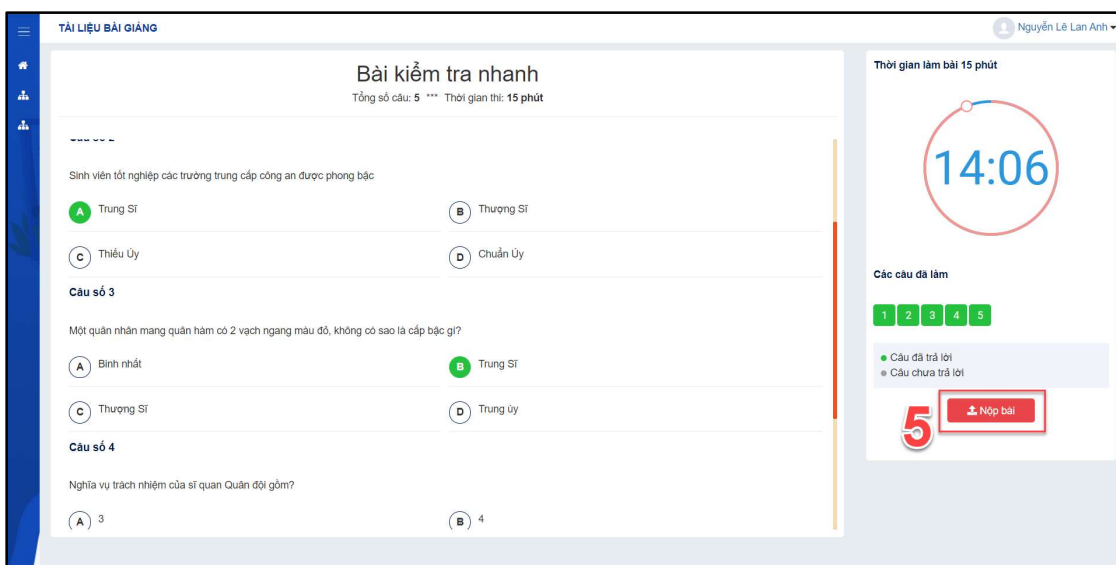 TÀI LIỆU BÀI GIẢNG
Nguyễn Lê Lan Anh
Bài kiểm tra nhanh
Tổng số câu: 5 *** Thời gian thi: 15 phút
Sinh viên tốt nghiệp các trường trung cấp công an được phong bậc
A Trung Sĩ
B Thượng Sĩ
C Thiếu Úy
D Chuẩn Úy
Câu số 3
Một quân nhân mang quân hàm có 2 vạch ngang màu đỏ, không có sao là cấp bậc gì?
A Binh nhất
B Trung Sĩ
C Thượng Sĩ
D Trung úy
Câu số 4
Nghĩa vụ trách nhiệm của sĩ quan Quân đội gồm?
A 3
B 4
Thời gian làm bài 15 phút
14:06
Các câu đã làm
1 2 3 4 5
Câu đã trả lời
Câu chưa trả lời
5
Nộp bài